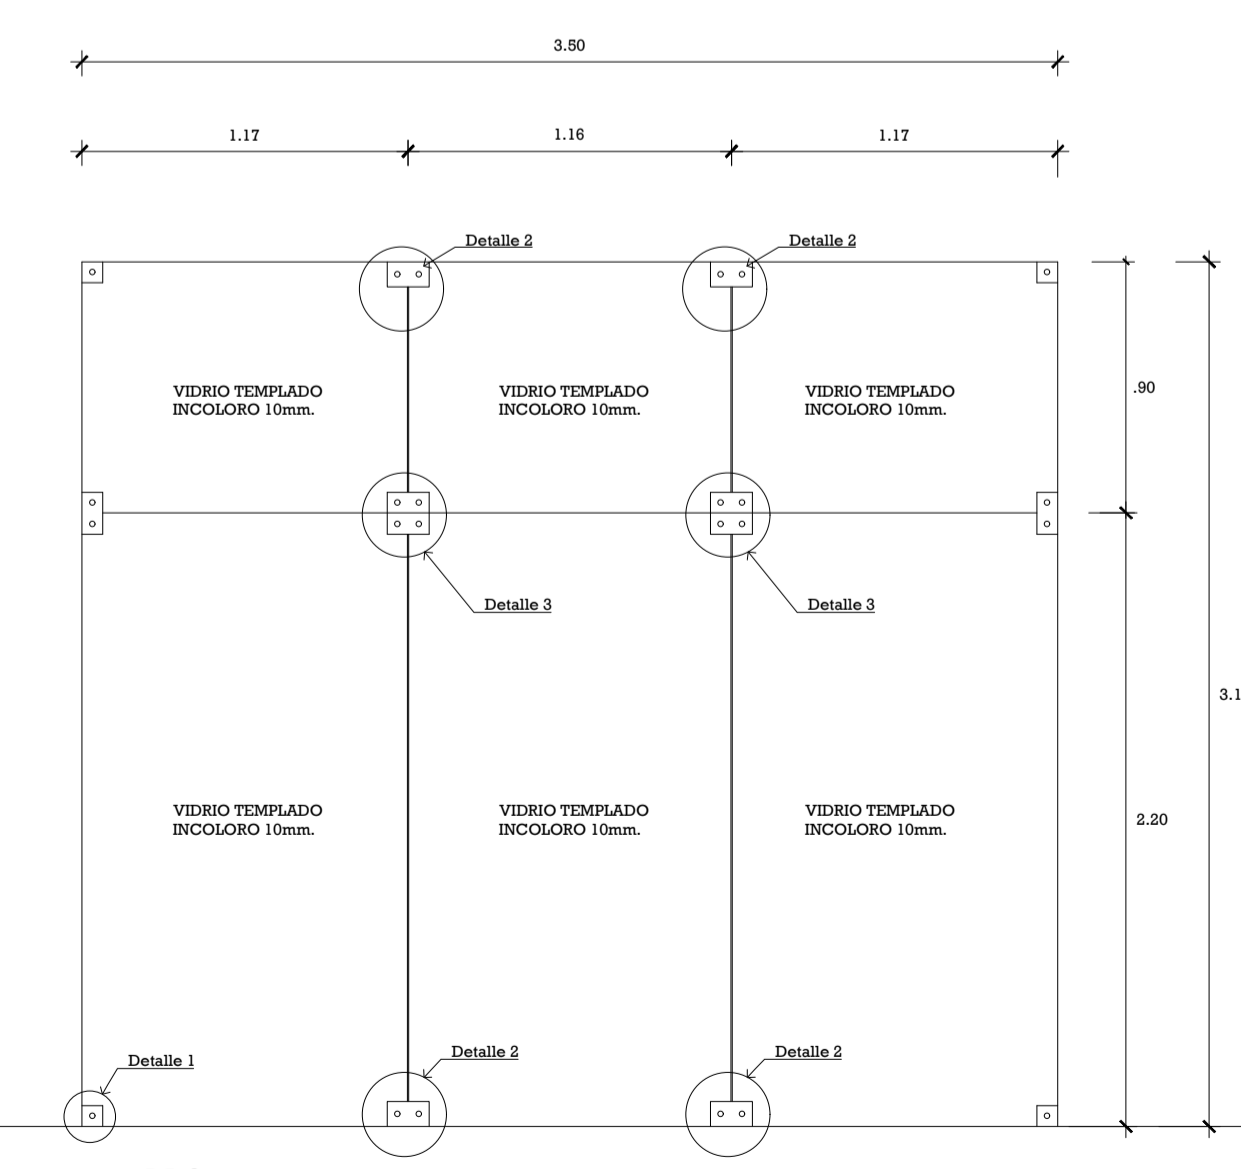 3.50
1.17
1.16
1.17
Detalle 2
Detalle 2
VIDRIO TEMPLADO
INCOLORO 10mm.
VIDRIO TEMPLADO
INCOLORO 10mm.
VIDRIO TEMPLADO
INCOLORO 10mm.
.90
Detalle 3
Detalle 3
3.1
VIDRIO TEMPLADO
INCOLORO 10mm.
VIDRIO TEMPLADO
INCOLORO 10mm.
VIDRIO TEMPLADO
INCOLORO 10mm.
2.20
Detalle 1
Detalle 2
Detalle 2